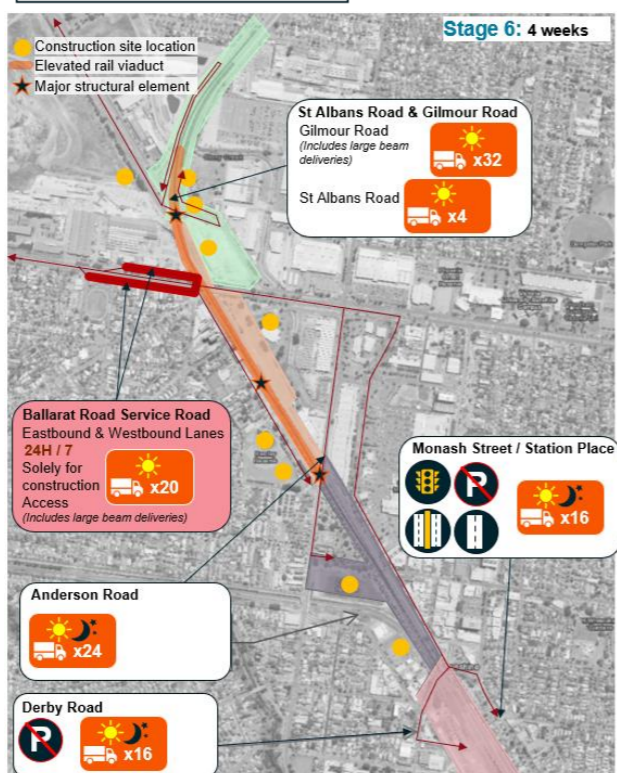 Stage 6: 4 weeks
Construction site location
Elevated rail viaduct
Major structural element
St Albans Road & Gilmour Road
Gilmour Road
(Includes large beam
deliveries)
x32
St Albans Road
x4
Ballarat Road Service Road
Eastbound & Westbound Lanes
24H / 7
Solely for
construction
Access
x20
(Includes large beam deliveries)
Monash Street / Station Place
P
x16
Anderson Road
x24
Derby Road
P
x16